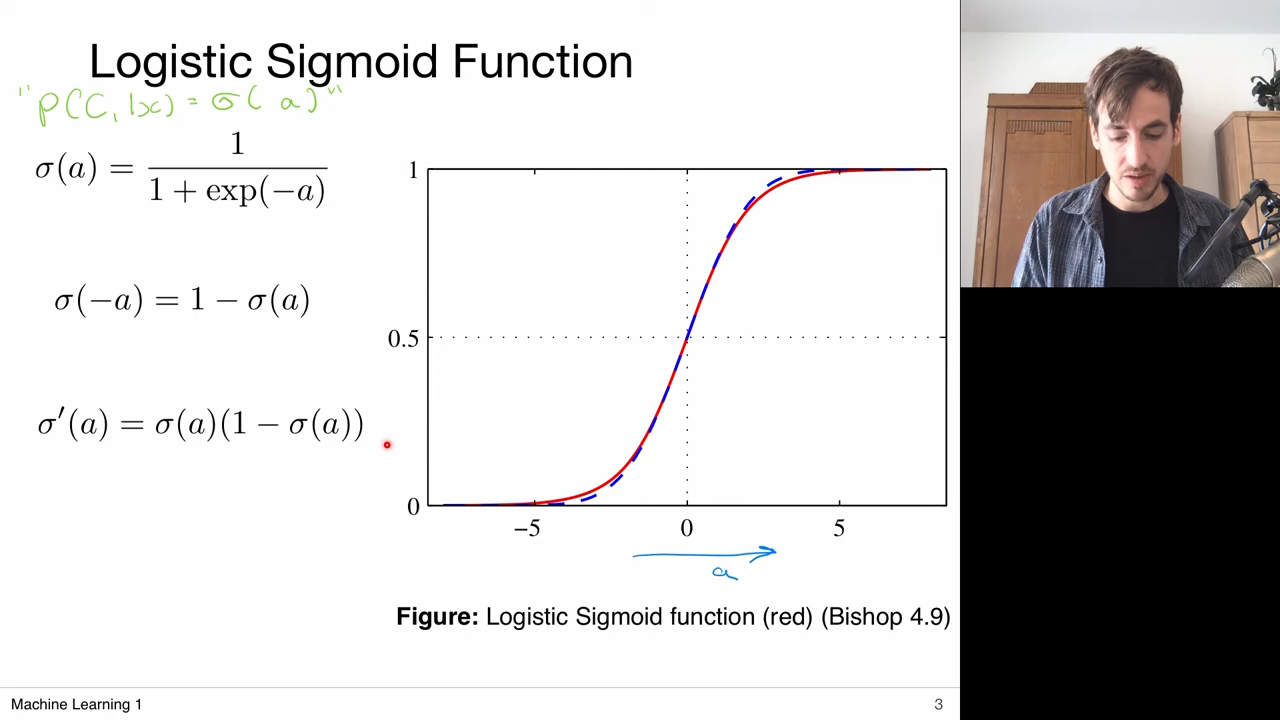 Logistic Sigmoid Function
"p(C₁|x) = σ( a)"
σ(a) = 1 / (1 + exp(−a))
σ(−a) = 1 − σ(a)
σ′(a) = σ(a)(1 − σ(a))
1
0.5
0
−5 0 5
a
Figure: Logistic Sigmoid function (red) (Bishop 4.9)
Machine Learning 1 3